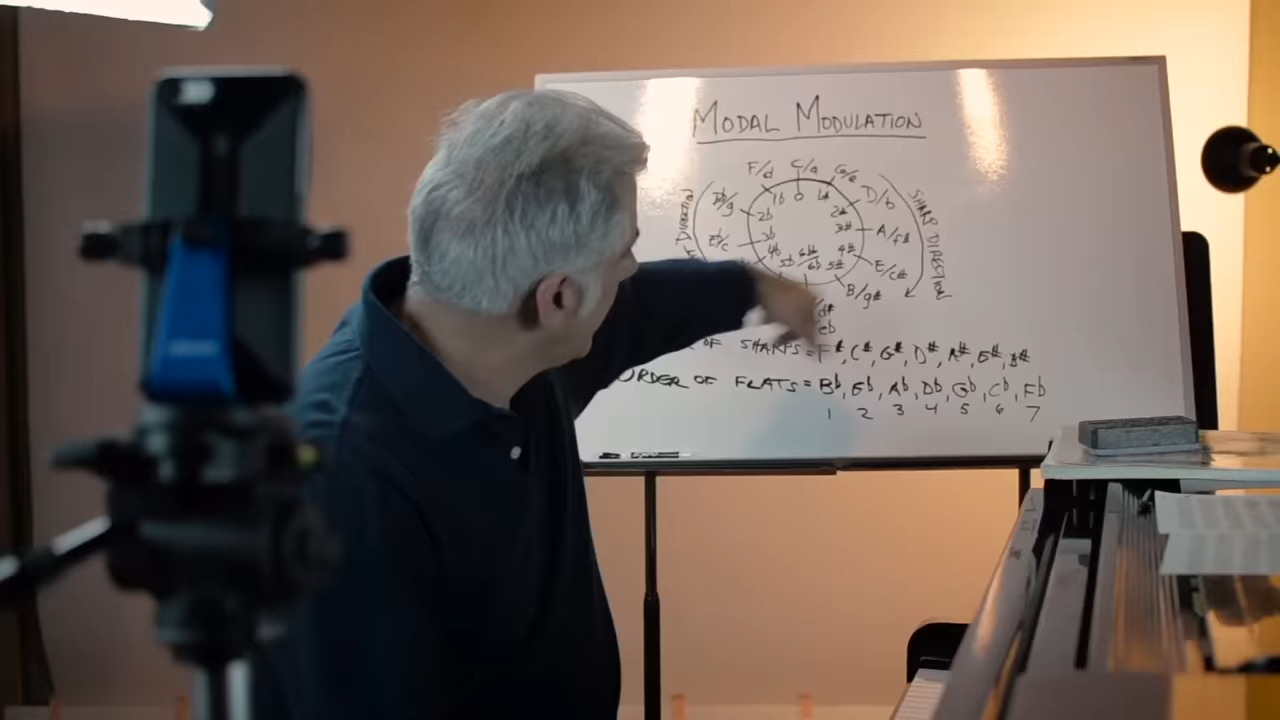 MODAL MODULATION
F/d C/a G/e
Bb/g 1b 0 1# D/b
2b 2#
3# A/f#
Eb/c 3b
4b 4# E/c#
5b 6b 6# 5#
B/g#
DIRECTION
SHARP DIRECTION
d#
eb
OF SHARPS = F#, C#, G#, D#, A#, E#, B#
ORDER OF FLATS = Bb, Eb, Ab, Db, Gb, Cb, Fb
1 2 3 4 5 6 7